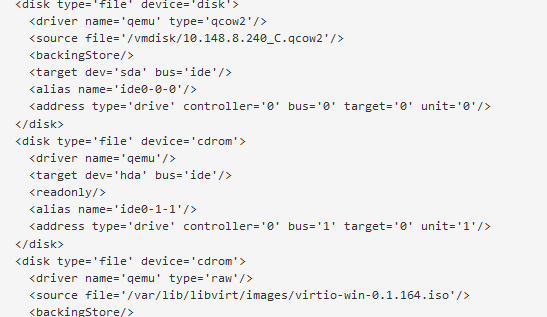 <disk type='file' device='disk'>
<driver name='qemu' type='qcow2'/>
<source file='/vmdisk/10.148.8.240_C.qcow2'/>
<backingStore/>
<target dev='sda' bus='ide'/>
<alias name='ide0-0-0'/>
<address type='drive' controller='0' bus='0' target='0' unit='0'/>
</disk>
<disk type='file' device='cdrom'>
<driver name='qemu'/>
<target dev='hda' bus='ide'/>
<readonly/>
<alias name='ide0-1-1'/>
<address type='drive' controller='0' bus='1' target='0' unit='1'/>
</disk>
<disk type='file' device='cdrom'>
<driver name='qemu' type='raw'/>
<source file='/var/lib/libvirt/images/virtio-win-0.1.164.iso'/>
<backingStore/>